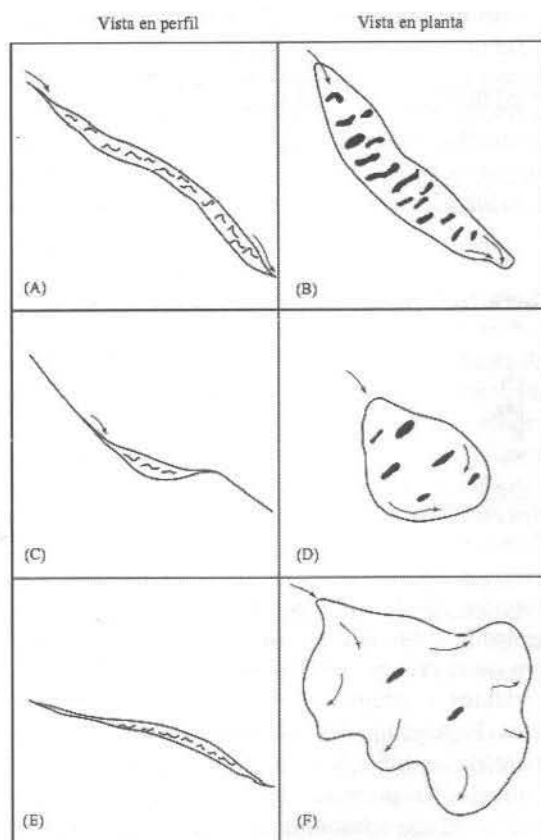 Vista en perfil
Vista en planta
(A)
(B)
(C)
(D)
(E)
(F)